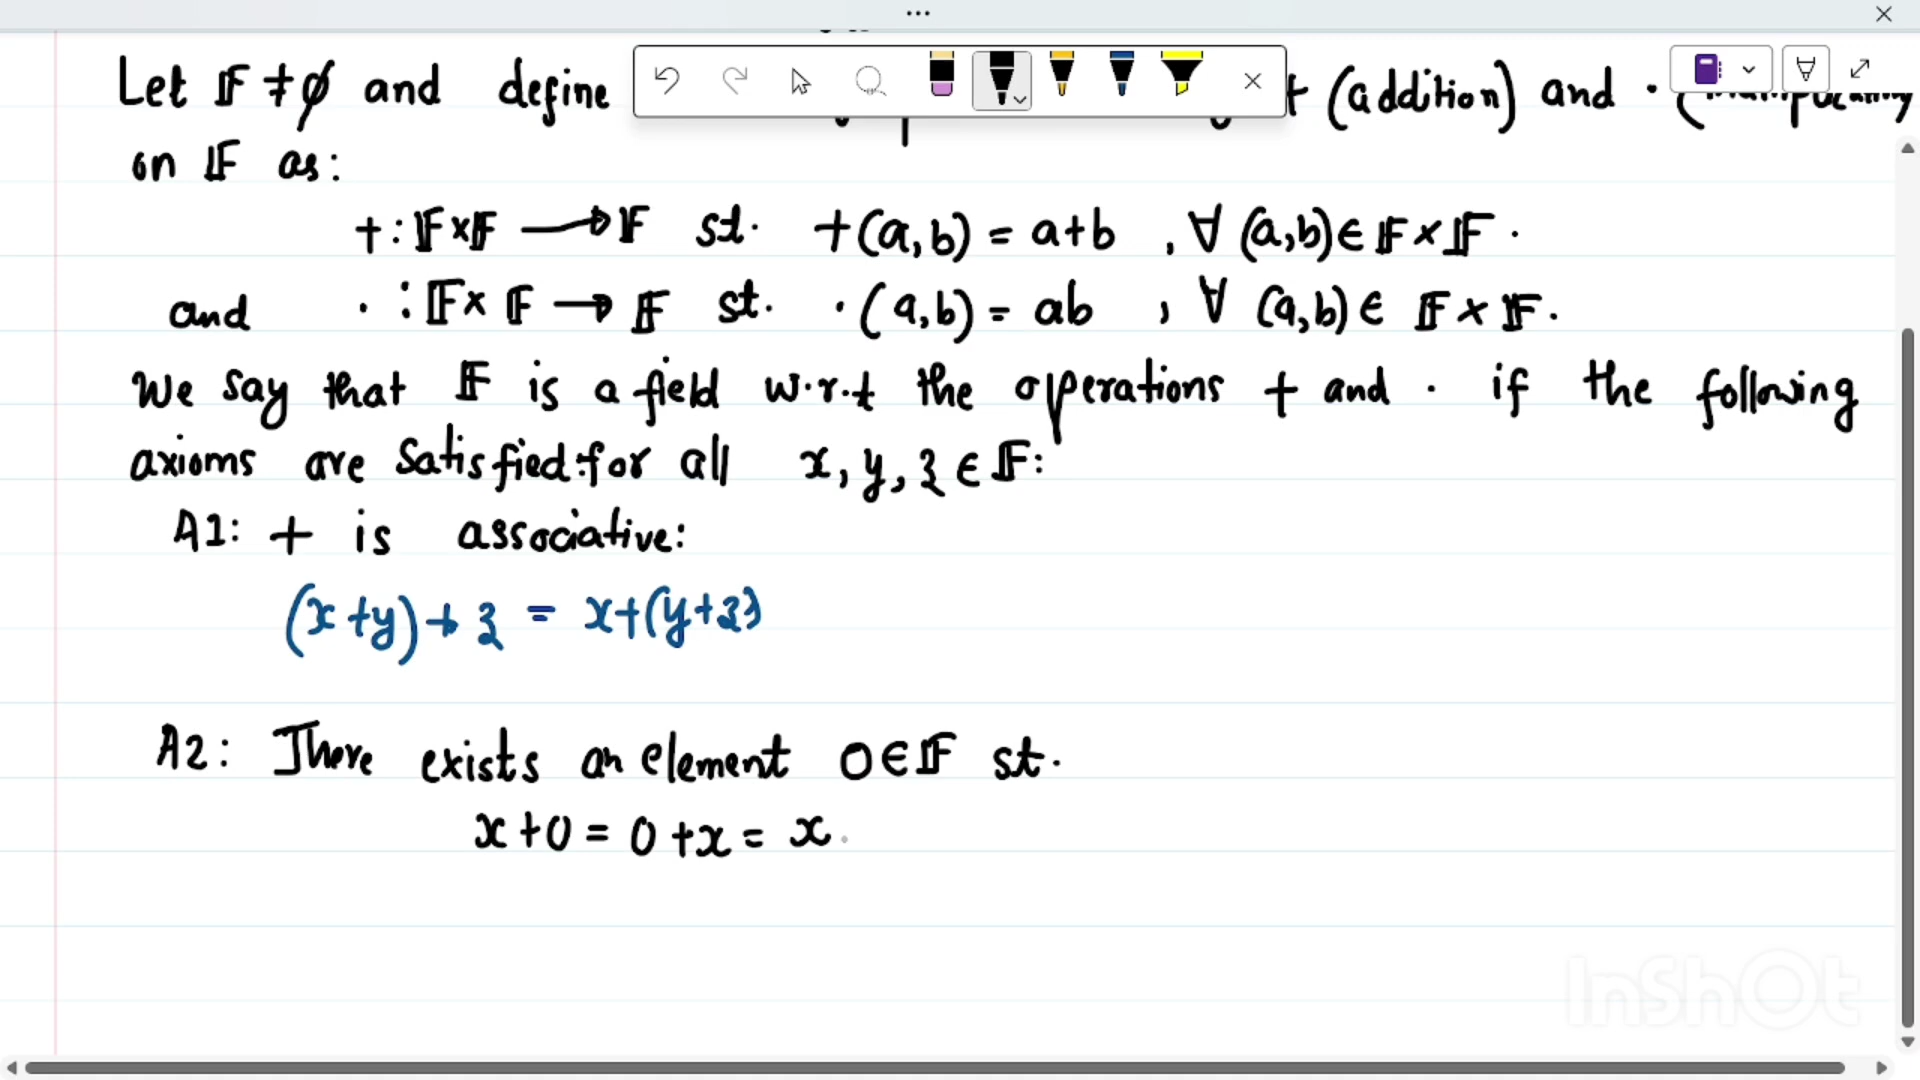 Let 𝔽 ≠ ∅ and define + (addition) and · (
on 𝔽 as:
+ : 𝔽×𝔽 → 𝔽 st. +(a,b) = a+b , ∀ (a,b) ∈ 𝔽×𝔽.
and · : 𝔽×𝔽 → 𝔽 st. ·(a,b) = ab , ∀ (a,b) ∈ 𝔽×𝔽.
We say that 𝔽 is a field w.r.t the operations + and · if the following
axioms are satisfied:for all x, y, z ∈ 𝔽:
A1: + is associative:
(x+y)+z = x+(y+z)
A2: There exists an element 0∈𝔽 st.
x+0 = 0+x = x.
InShOt